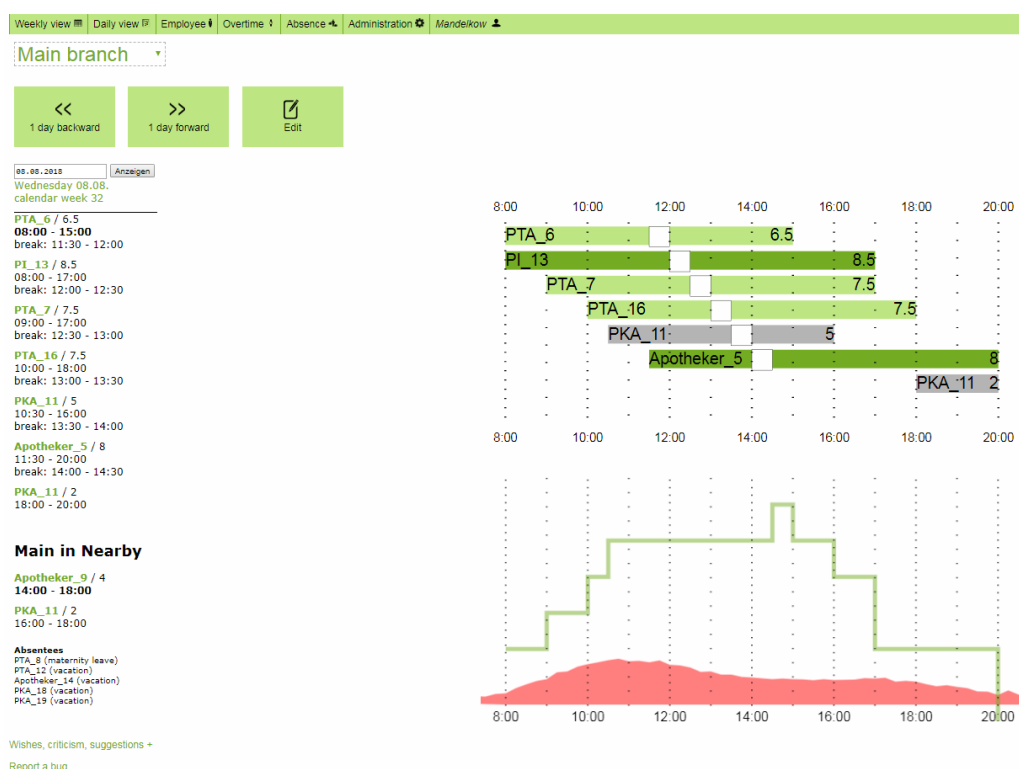 Weekly view Daily view Employee Overtime Absence Administration Mandelkow
Main branch
<< >>
1 day backward 1 day forward Edit
08.08.2018 Anzeigen
Wednesday 08.08.
calendar week 32
PTA_6 / 6.5
08:00 - 15:00
break: 11:30 - 12:00
PI_13 / 8.5
08:00 - 17:00
break: 12:00 - 12:30
PTA_7 / 7.5
09:00 - 17:00
break: 12:30 - 13:00
PTA_16 / 7.5
10:00 - 18:00
break: 13:00 - 13:30
PKA_11 / 5
10:30 - 16:00
break: 13:30 - 14:00
Apotheker_5 / 8
11:30 - 20:00
break: 14:00 - 14:30
PKA_11 / 2
18:00 - 20:00
Main in Nearby
Apotheker_9 / 4
14:00 - 18:00
PKA_11 / 2
16:00 - 18:00
Absentees
PTA_8 (maternity leave)
PTA_12 (vacation)
Apotheker_14 (vacation)
PKA_18 (vacation)
PKA_19 (vacation)
8:00 10:00 12:00 14:00 16:00 18:00 20:00
PTA_6 6.5
PI_13 8.5
PTA_7 7.5
PTA_16 7.5
PKA_11 5
Apotheker_5 8
PKA_11 2
8:00 10:00 12:00 14:00 16:00 18:00 20:00
8:00 10:00 12:00 14:00 16:00 18:00 20:00
Wishes, criticism, suggestions +
Report a bug